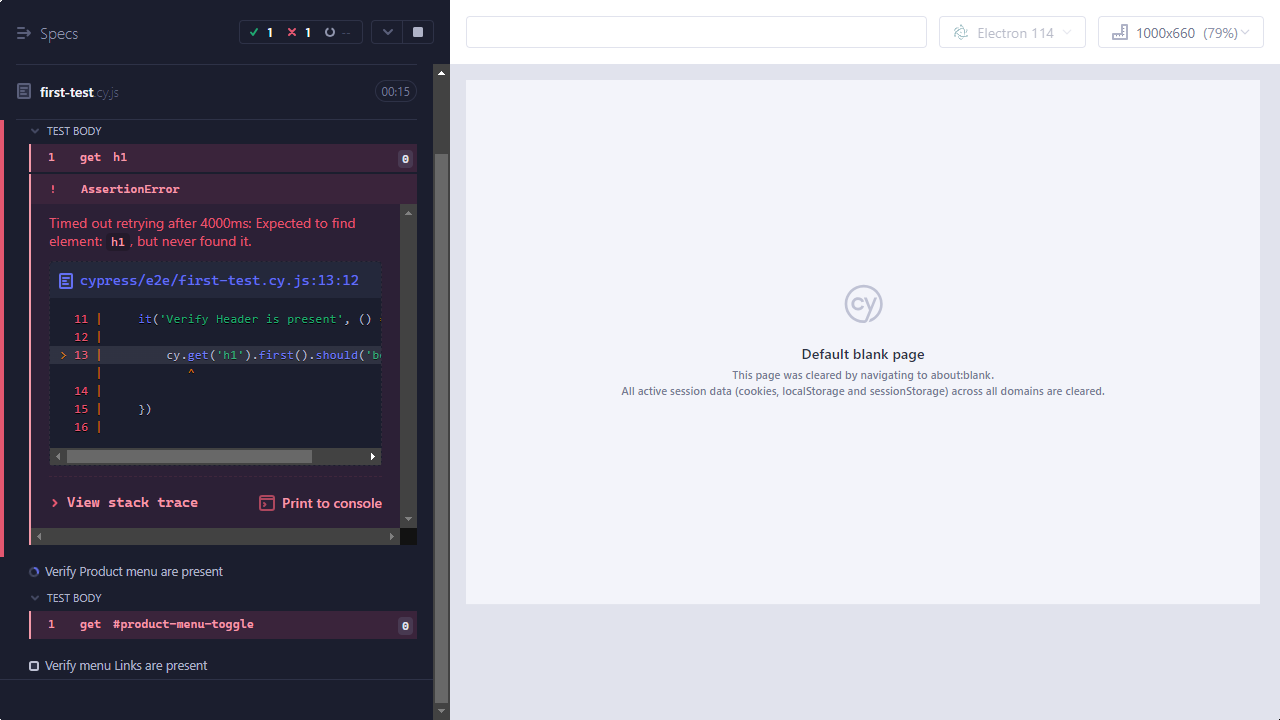 Specs
1
1
--
Electron 114
1000x660 (79%)
first-test.cy.js
00:15
TEST BODY
1 get h1
0
! AssertionError
Timed out retrying after 4000ms: Expected to find
element: h1, but never found it.
cypress/e2e/first-test.cy.js:13:12
11 | it('Verify Header is present', ()
12 |
> 13 | cy.get('h1').first().should('be
| ^
14 |
15 | })
16 |
View stack trace
Print to console
Verify Product menu are present
TEST BODY
1 get #product-menu-toggle
0
Verify menu Links are present
cy
Default blank page
This page was cleared by navigating to about:blank.
All active session data (cookies, localStorage and sessionStorage) across all domains are cleared.